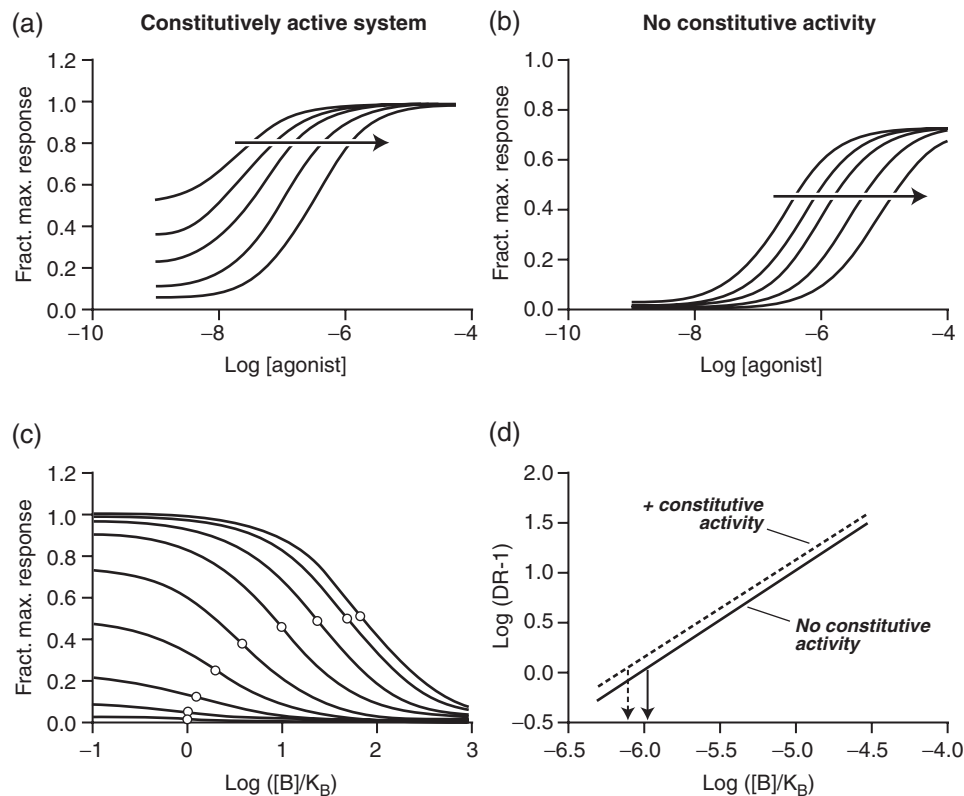 (a)
Constitutively active system
Fract. max. response
1.2
1.0
0.8
0.6
0.4
0.2
0.0
−10
−8
−6
−4
Log [agonist]
(b)
No constitutive activity
Fract. max. response
1.0
0.8
0.6
0.4
0.2
0.0
−10
−8
−6
−4
Log [agonist]
(c)
Fract. max. response
1.2
1.0
0.8
0.6
0.4
0.2
0.0
−1
0
1
2
3
Log ([B]/K_B)
(d)
Log (DR-1)
2.0
1.5
1.0
0.5
0.0
−0.5
+ constitutive
activity
No constitutive
activity
−6.5
−6.0
−5.5
−5.0
−4.5
−4.0
Log ([B]/K_B)